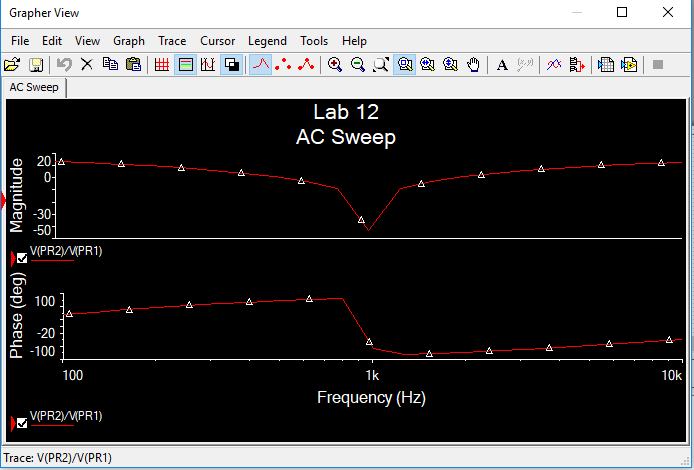 Grapher View
File Edit View Graph Trace Cursor Legend Tools Help
A
AC Sweep
Lab 12
AC Sweep
Magnitude
20
0
-30
-50
V(PR2)/V(PR1)
Phase (deg)
100
-20
-100
100 1k 10k
Frequency (Hz)
V(PR2)/V(PR1)
Trace: V(PR2)/V(PR1)